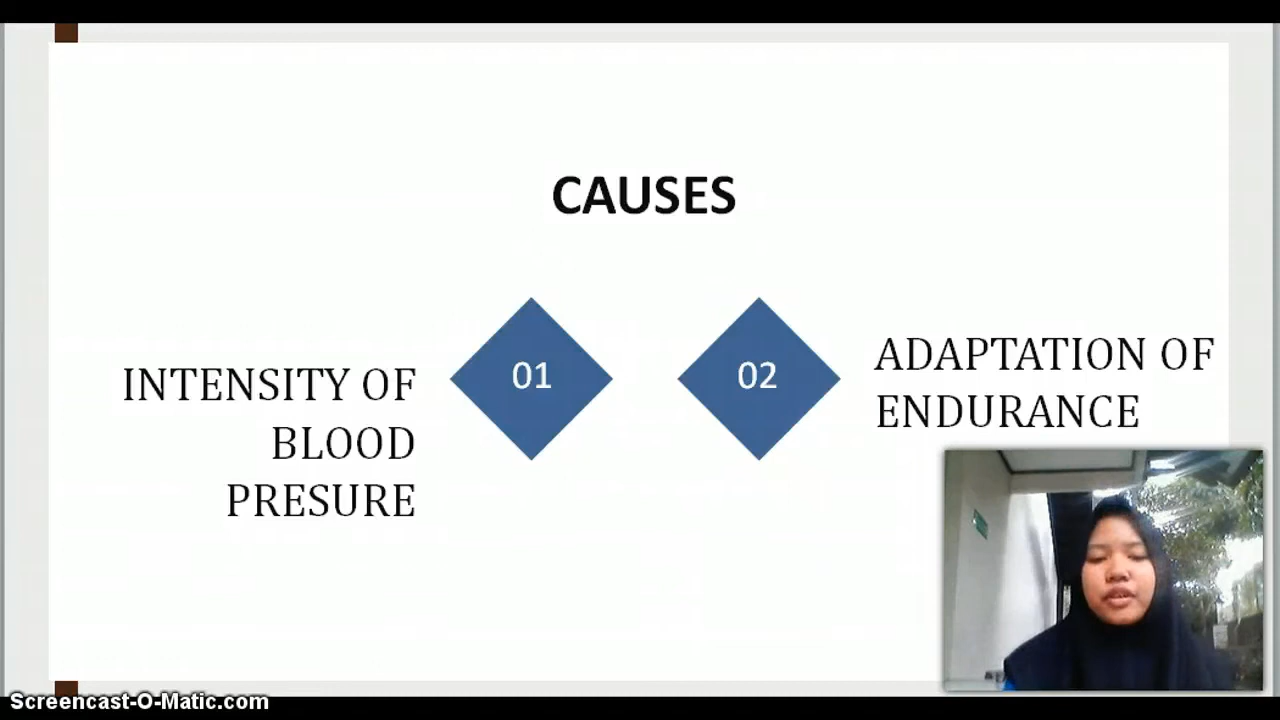 CAUSES
INTENSITY OF
BLOOD
PRESURE
01
02
ADAPTATION OF
ENDURANCE
Screencast-O-Matic.com